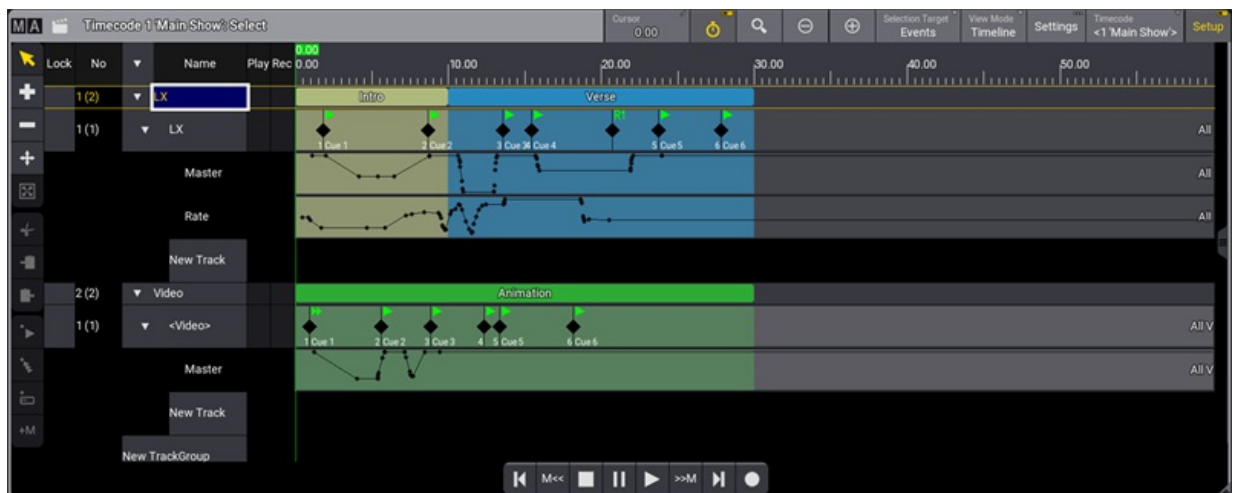 MA Timecode 1 'Main Show': Select Cursor 0.00 Selection Target Events View Mode Timeline Settings Timecode <1 'Main Show'> Setup
0.00
Lock No Name Play Rec 0.00 10.00 20.00 30.00 40.00 50.00
1 (2) LX Intro Verse
R1
1 (1) LX All
1 Cue 1 2 Cue 2 3 Cue 3 4 Cue 4 5 Cue 5 6 Cue 6
Master All
Rate All
New Track
2 (2) Video Animation
1 (1) <Video> All V
1 Cue 1 2 Cue 2 3 Cue 3 4 5 Cue 5 6 Cue 6
Master All V
New Track
+M
New TrackGroup
M<< >>M